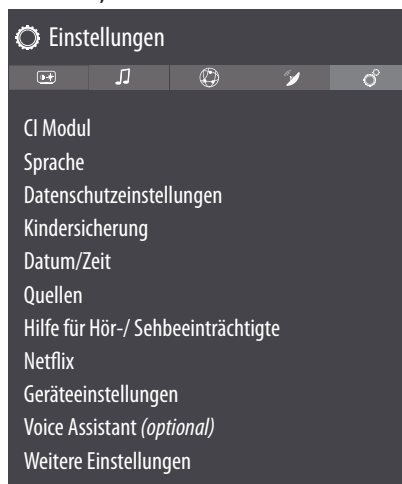 Einstellungen
CI Modul
Sprache
Datenschutzeinstellungen
Kindersicherung
Datum/Zeit
Quellen
Hilfe für Hör-/ Sehbeeinträchtigte
Netflix
Geräteeinstellungen
Voice Assistant (optional)
Weitere Einstellungen